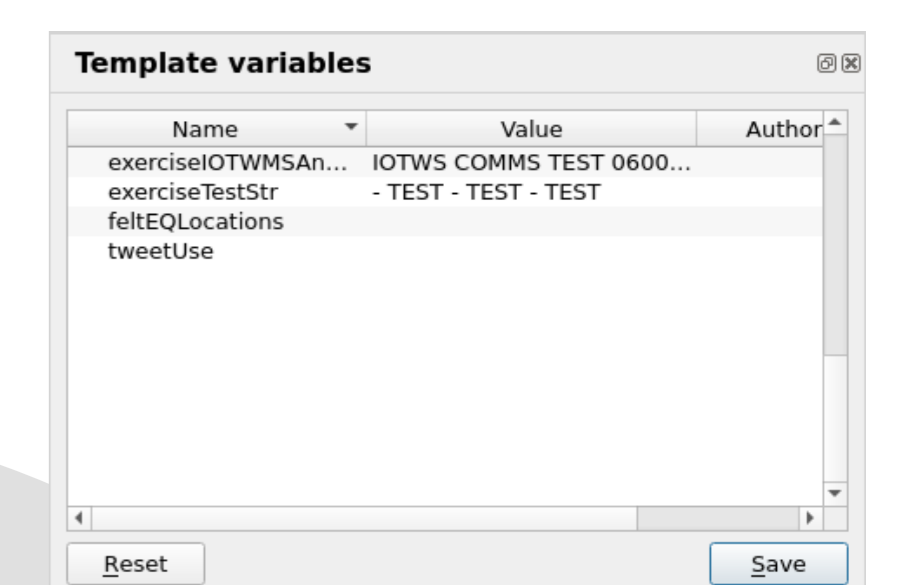 Template variables
Name Value Author
exerciseIOTWMSAn... IOTWS COMMS TEST 0600...
exerciseTestStr - TEST - TEST - TEST
feltEQLocations
tweetUse
Reset Save